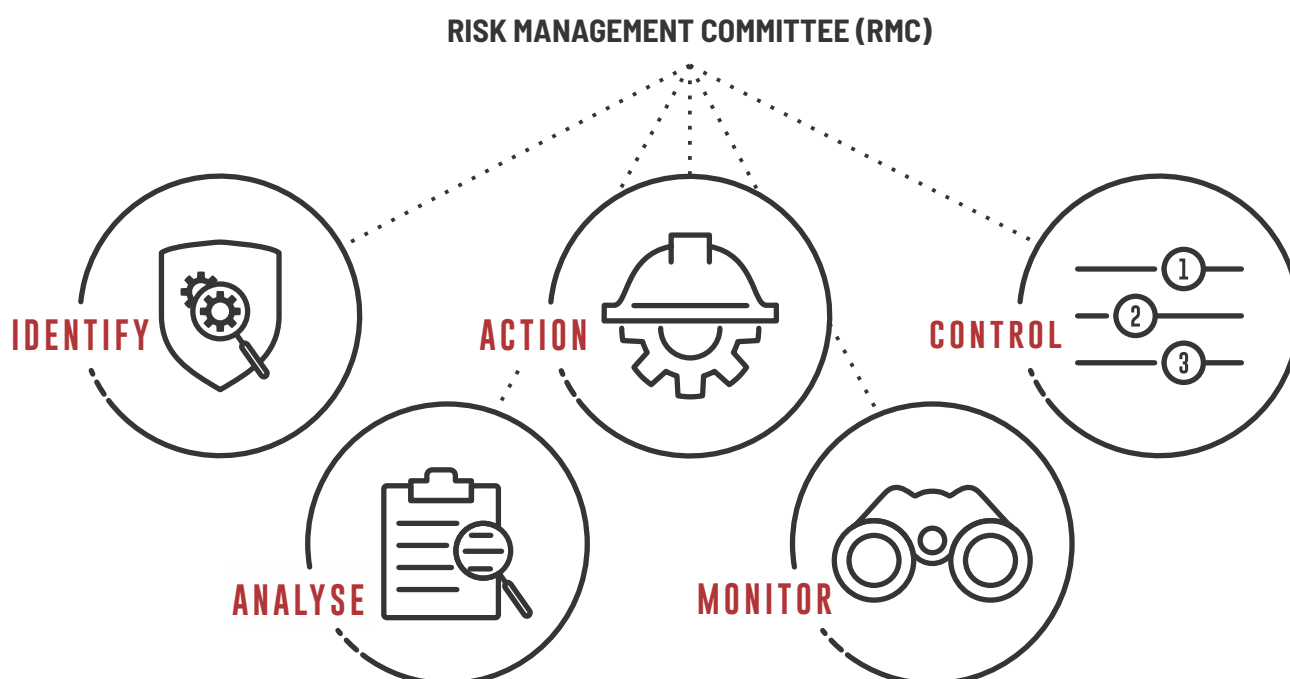 RISK MANAGEMENT COMMITTEE (RMC)
IDENTIFY
ACTION
CONTROL
1
2
3
ANALYSE
MONITOR